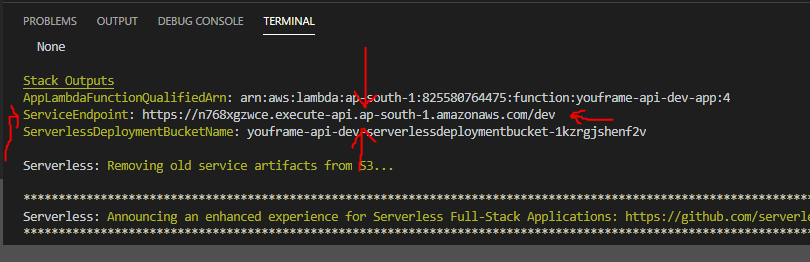 PROBLEMS OUTPUT DEBUG CONSOLE TERMINAL
None
Stack Outputs
AppLambdaFunctionQualifiedArn: arn:aws:lambda:ap-south-1:825580764475:function:youframe-api-dev-app:4
ServiceEndpoint: https://n768xgzwce.execute-api.ap-south-1.amazonaws.com/dev
ServerlessDeploymentBucketName: youframe-api-dev-serverlessdeploymentbucket-1kzrgjshenf2v
Serverless: Removing old service artifacts from S3...
****************************************************************************************************************
Serverless: Announcing an enhanced experience for Serverless Full-Stack Applications: https://github.com/serverle
****************************************************************************************************************